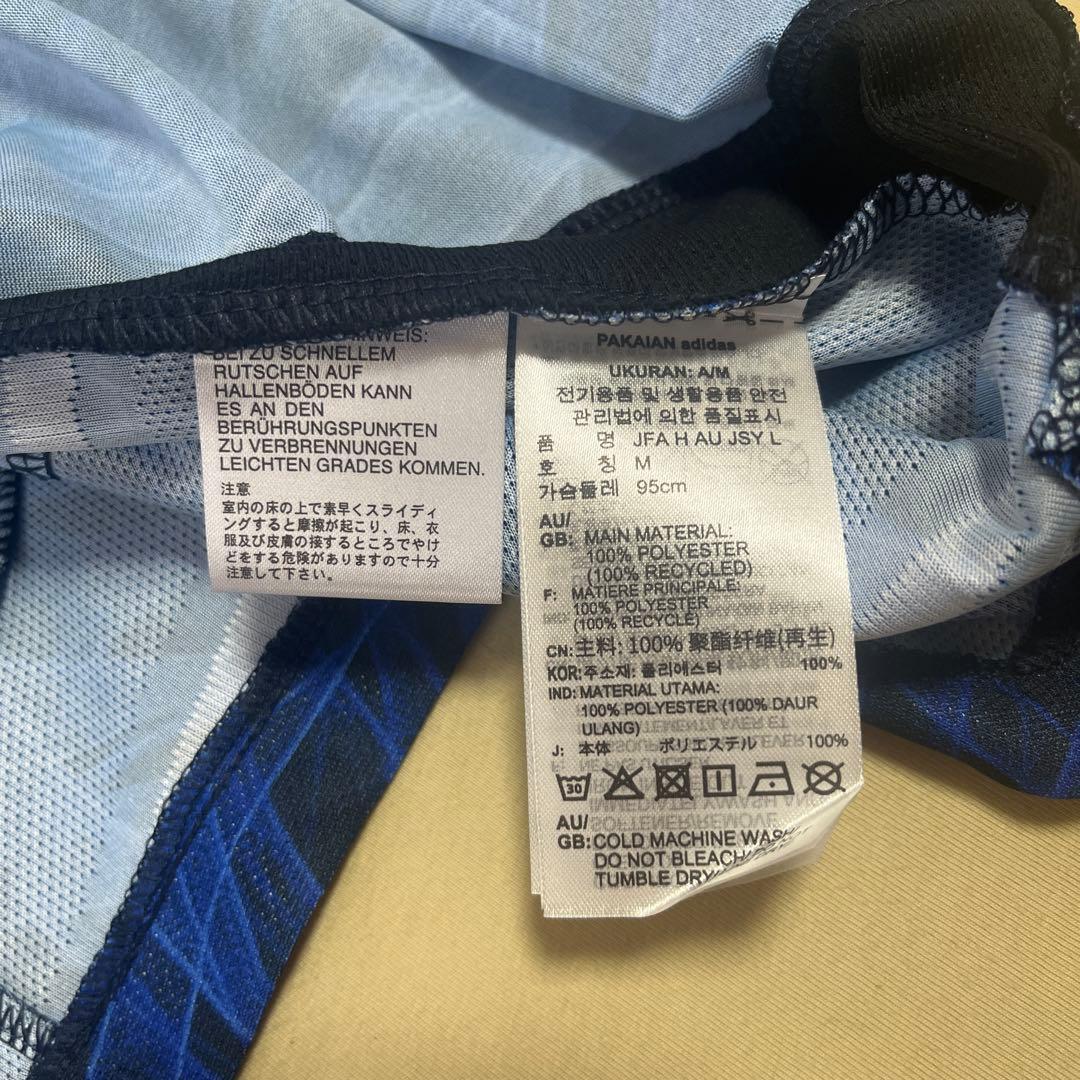 BEI ZU SCHNELLEM
RUTSCHEN AUF
HALLENBÖDEN KANN
ES AN DEN
BERÜHRUNGSPUNKTEN
ZU VERBRENNUNGEN
LEICHTEN GRADES KOMMEN.
注意
室内の床の上で素早くスライディ
ングすると摩擦が起こり、床、衣
服及び皮膚の接するところでやけ
どをする危険がありますので十分
注意して下さい。
PAKAIAN adidas
UKURAN: A/M
전기용품 및 생활용품 안전
관리법에 의한 품질표시
품 명 JFA H AU JSY L
호 칭 M
가슴둘레 95cm
AU/
GB: MAIN MATERIAL:
100% POLYESTER
(100% RECYCLED)
F: MATIERE PRINCIPALE:
100% POLYESTER
(100% RECYCLÉ)
CN: 主料: 100% 聚酯纤维(再生)
KOR: 주소재: 폴리에스터 100%
IND: MATERIAL UTAMA:
100% POLYESTER (100% DAUR
ULANG)
J: 本体 ポリエステル 100%
30
AU/
GB: COLD MACHINE WASH
DO NOT BLEACH
TUMBLE DRY